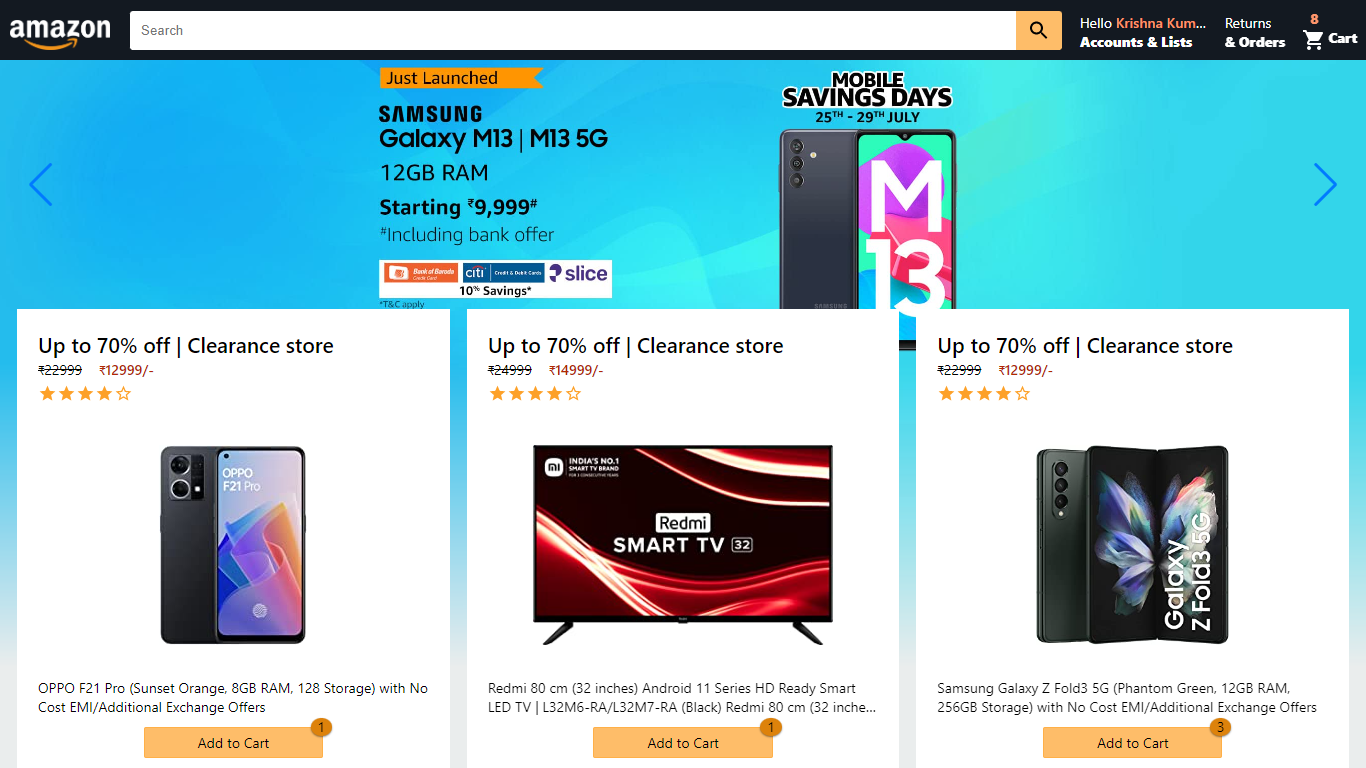 amazon
Search
Hello Krishna Kum...
Accounts & Lists
Returns
& Orders
8
Cart
Just Launched
SAMSUNG
Galaxy M13 | M13 5G
12GB RAM
Starting ₹9,999#
#Including bank offer
Bank of Baroda
Credit Card
citi
Credit & Debit Cards
slice
10% Savings*
*T&C apply
MOBILE
SAVINGS DAYS
25TH - 29TH JULY
SAMSUNG
M
13
Up to 70% off | Clearance store
₹22999 ₹12999/-
OPPO
F21 Pro
OPPO F21 Pro (Sunset Orange, 8GB RAM, 128 Storage) with No
Cost EMI/Additional Exchange Offers
1
Add to Cart
Up to 70% off | Clearance store
₹24999 ₹14999/-
mi
INDIA'S NO.1
SMART TV BRAND
FOR 3 CONSECUTIVE YEARS
Redmi
SMART TV 32
Redmi 80 cm (32 inches) Android 11 Series HD Ready Smart
LED TV | L32M6-RA/L32M7-RA (Black) Redmi 80 cm (32 inche...
1
Add to Cart
Up to 70% off | Clearance store
₹22999 ₹12999/-
Galaxy
Z Fold3 5G
Samsung Galaxy Z Fold3 5G (Phantom Green, 12GB RAM,
256GB Storage) with No Cost EMI/Additional Exchange Offers
3
Add to Cart